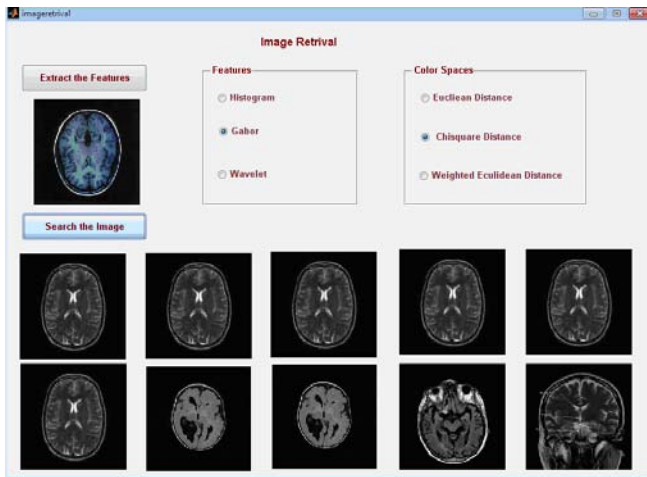 imageretrival
Image Retrival
Extract the Features
Features
Histogram
Gabor
Wavelet
Color Spaces
Eucliean Distance
Chisquare Distance
Weighted Eculidean Distance
Search the Image